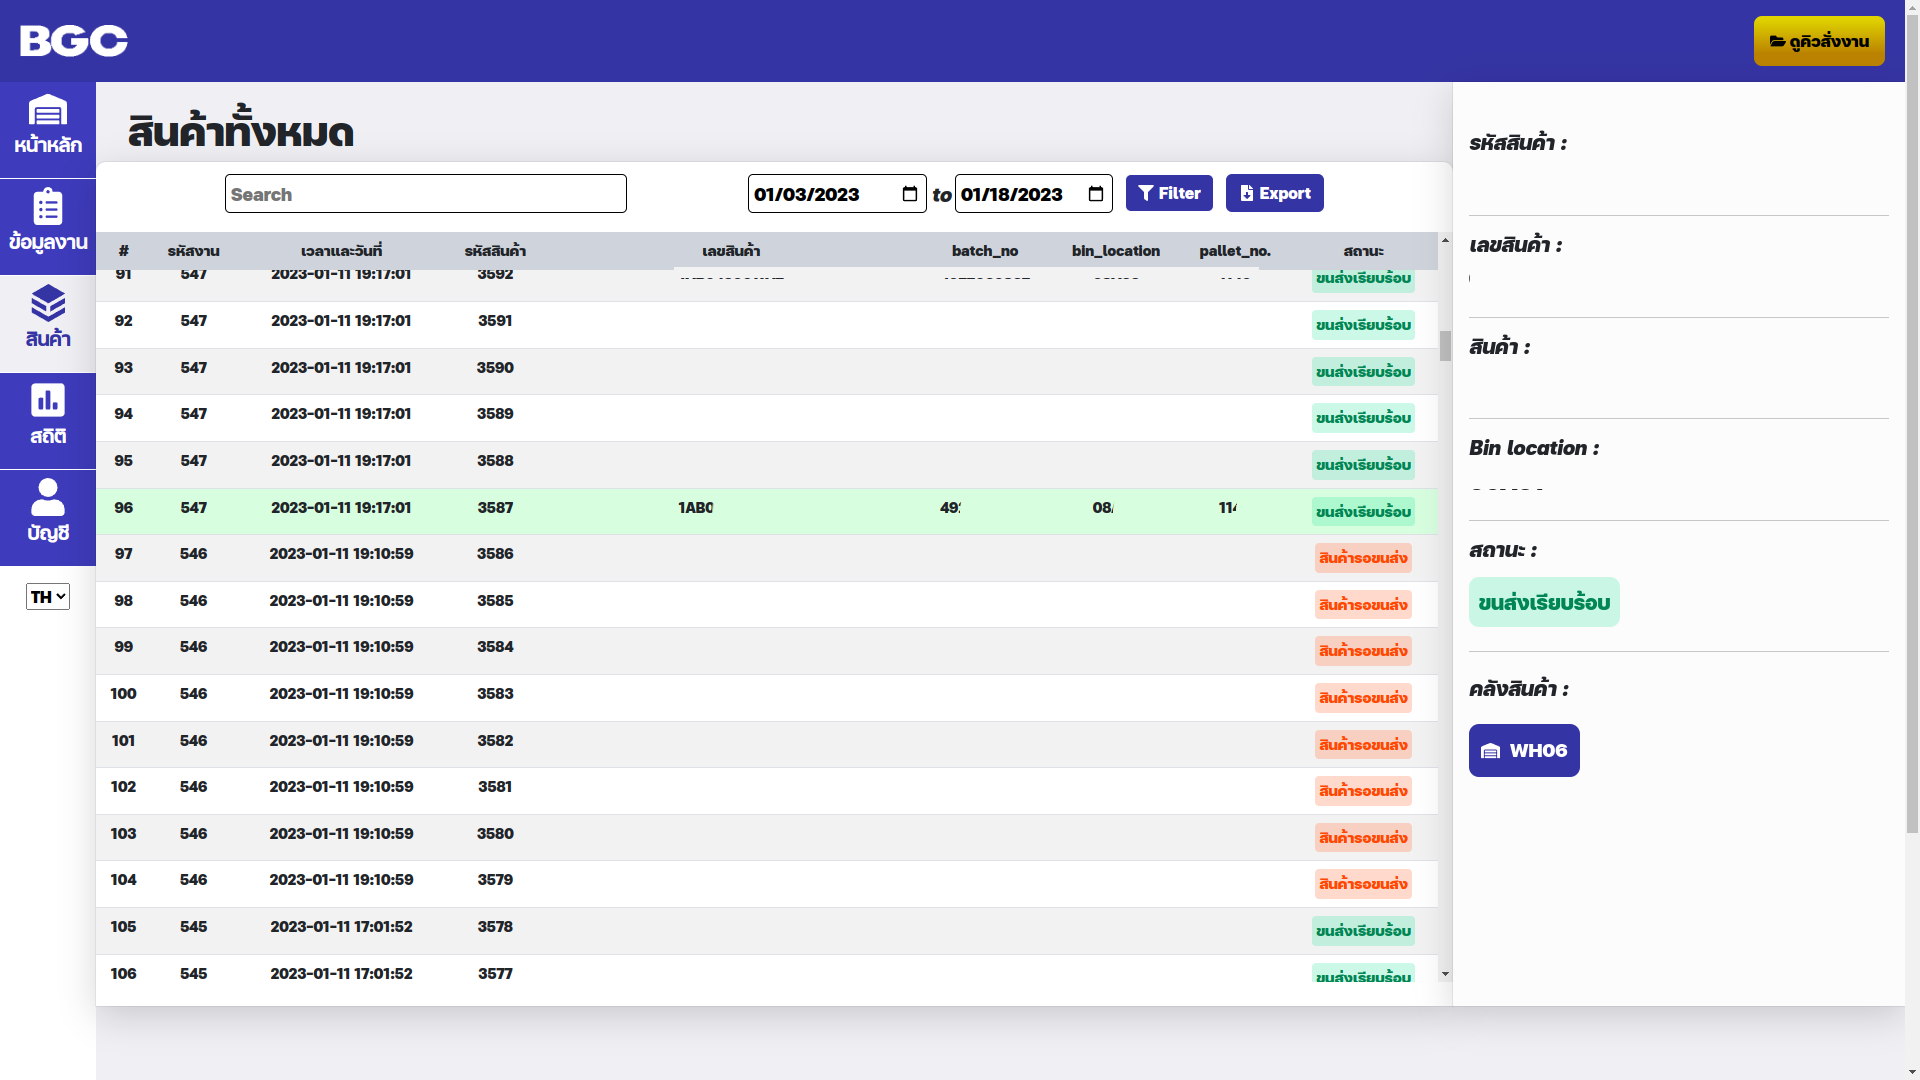 BGC
ดูคิวสั่งงาน
หน้าหลัก
ข้อมูลงาน
สินค้า
สถิติ
บัญชี
TH
สินค้าทั้งหมด
Search 01/03/2023 to 01/18/2023 Filter Export
# รหัสงาน เวลาและวันที่ รหัสสินค้า เลขสินค้า batch_no bin_location pallet_no. สถานะ
91 547 2023-01-11 19:17:01 3592 ขนส่งเรียบร้อบ
92 547 2023-01-11 19:17:01 3591 ขนส่งเรียบร้อบ
93 547 2023-01-11 19:17:01 3590 ขนส่งเรียบร้อบ
94 547 2023-01-11 19:17:01 3589 ขนส่งเรียบร้อบ
95 547 2023-01-11 19:17:01 3588 ขนส่งเรียบร้อบ
96 547 2023-01-11 19:17:01 3587 ขนส่งเรียบร้อบ
97 546 2023-01-11 19:10:59 3586 สินค้ารอขนส่ง
98 546 2023-01-11 19:10:59 3585 สินค้ารอขนส่ง
99 546 2023-01-11 19:10:59 3584 สินค้ารอขนส่ง
100 546 2023-01-11 19:10:59 3583 สินค้ารอขนส่ง
101 546 2023-01-11 19:10:59 3582 สินค้ารอขนส่ง
102 546 2023-01-11 19:10:59 3581 สินค้ารอขนส่ง
103 546 2023-01-11 19:10:59 3580 สินค้ารอขนส่ง
104 546 2023-01-11 19:10:59 3579 สินค้ารอขนส่ง
105 545 2023-01-11 17:01:52 3578 ขนส่งเรียบร้อบ
106 545 2023-01-11 17:01:52 3577 ขนส่งเรียบร้อบ
รหัสสินค้า :
เลขสินค้า :
สินค้า :
Bin location :
สถานะ :
ขนส่งเรียบร้อบ
คลังสินค้า :
WH06